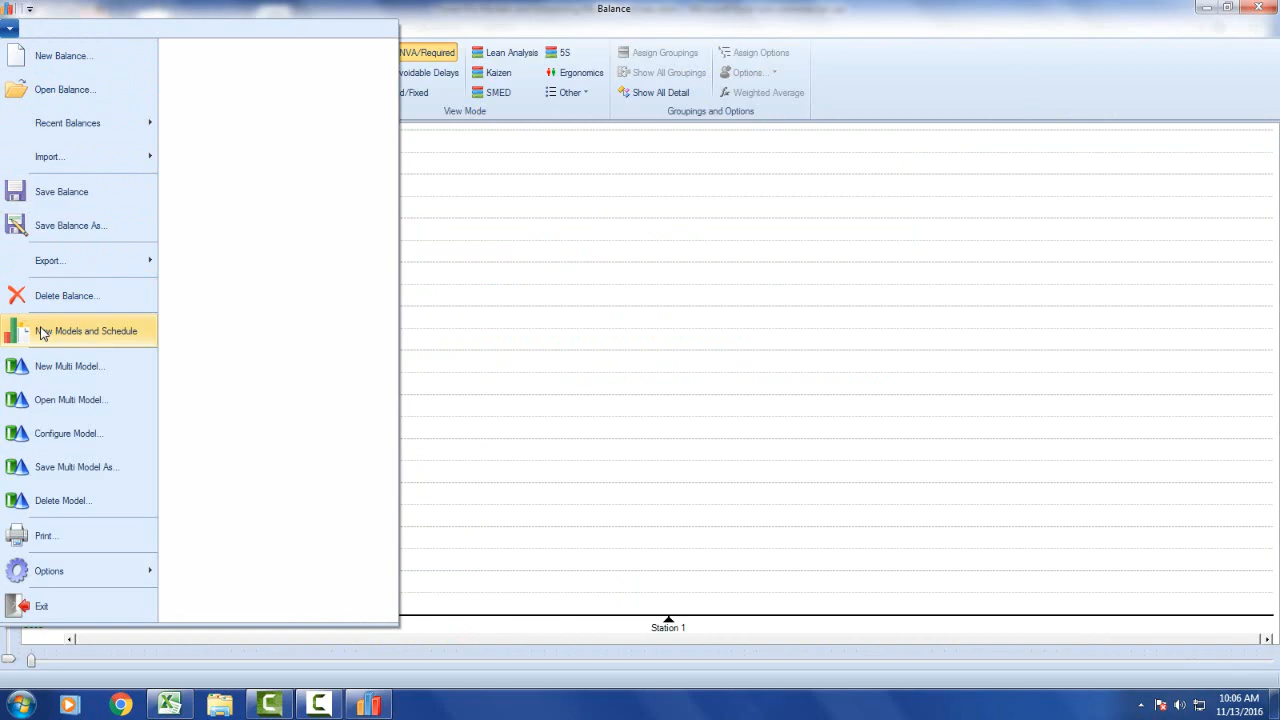 Balance
New Balance...
Open Balance...
Recent Balances
Import...
Save Balance
Save Balance As...
Export...
Delete Balance...
New Models and Schedule
New Multi Model...
Open Multi Model...
Configure Model...
Save Multi Model As...
Delete Model...
Print...
Options
Exit
NVA/Required
voidable Delays
d/Fixed
Lean Analysis
Kaizen
SMED
5S
Ergonomics
Other
View Mode
Assign Groupings
Show All Groupings
Show All Detail
Assign Options
Options...
Weighted Average
Groupings and Options
Station 1
10:06 AM
11/13/2016